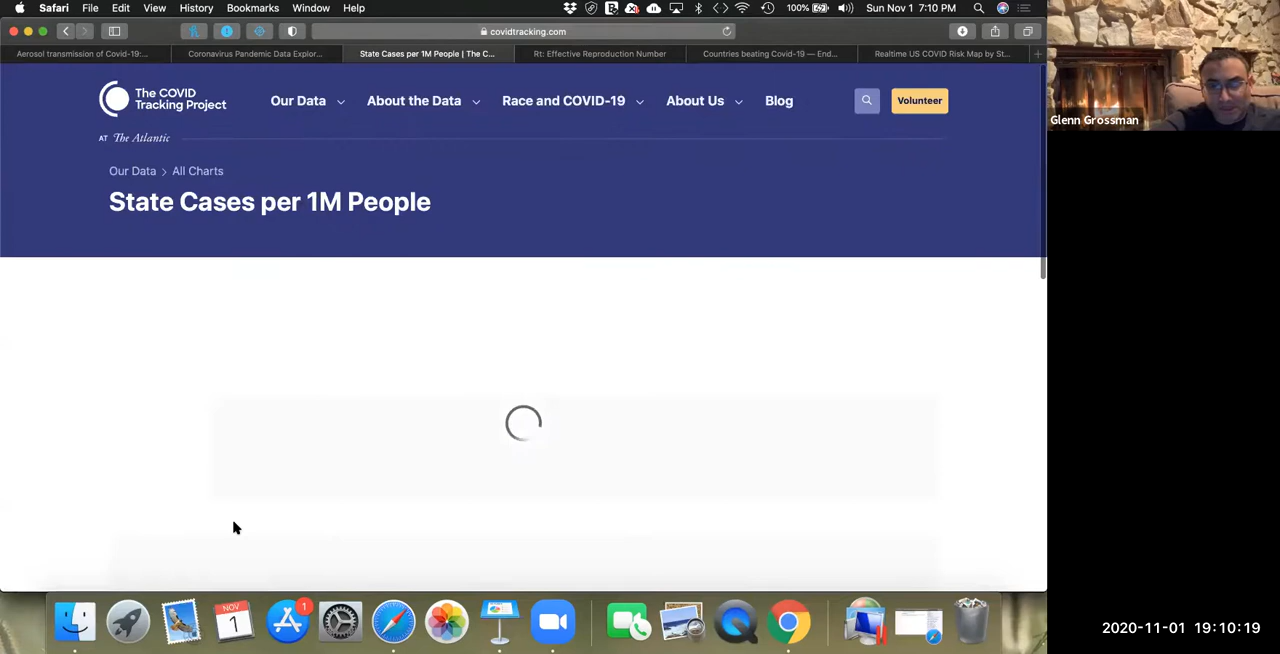 Safari File Edit View History Bookmarks Window Help 100% Sun Nov 1 7:10 PM
covidtracking.com
Aerosol transmission of Covid-19:... Coronavirus Pandemic Data Explor... State Cases per 1M People | The C... Rt: Effective Reproduction Number Countries beating Covid-19 — End... Realtime US COVID Risk Map by St...
The COVID
Tracking Project
Our Data About the Data Race and COVID-19 About Us Blog Volunteer
AT The Atlantic
Our Data > All Charts
State Cases per 1M People
Glenn Grossman
NOV
1
1
2020-11-01 19:10:19